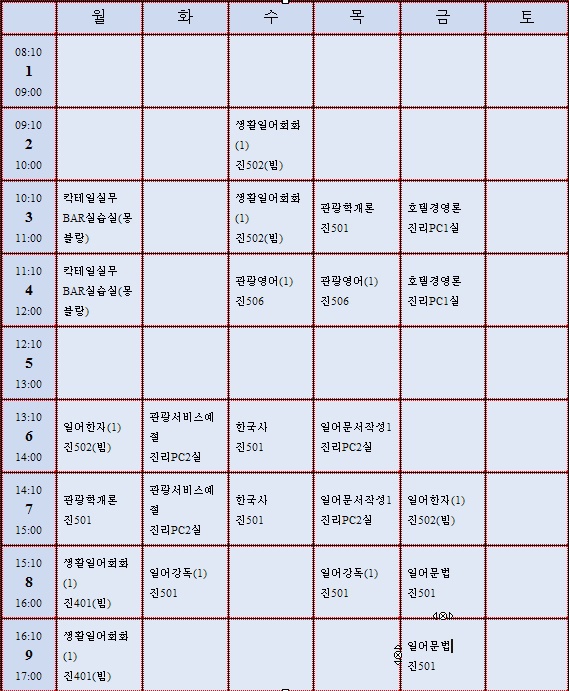 월 화 수 목 금 토
08:10
1
09:00
09:10
2
10:00
생활일어회화
(1)
진502(빔)
10:10
3
11:00
칵테일실무
BAR실습실(몽
블랑)
생활일어회화
(1)
진502(빔)
관광학개론
진501
호텔경영론
진리PC1실
11:10
4
12:00
칵테일실무
BAR실습실(몽
블랑)
관광영어(1)
진506
관광영어(1)
진506
호텔경영론
진리PC1실
12:10
5
13:00
13:10
6
14:00
일어한자(1)
진502(빔)
관광서비스예
절
진리PC2실
한국사
진501
일어문서작성1
진리PC2실
14:10
7
15:00
관광학개론
진501
관광서비스예
절
진리PC2실
한국사
진501
일어문서작성1
진리PC2실
일어한자(1)
진502(빔)
15:10
8
16:00
생활일어회화
(1)
진401(빔)
일어강독(1)
진501
일어강독(1)
진501
일어문법
진501
16:10
9
17:00
생활일어회화
(1)
진401(빔)
일어문법
진501